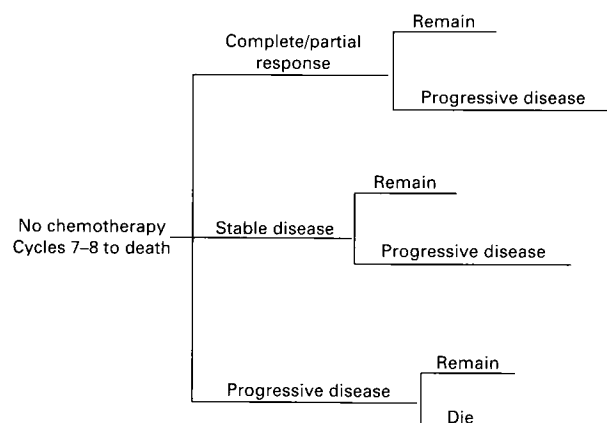 Remain
Complete/partial
response
Progressive disease
Remain
No chemotherapy
Cycles 7–8 to death
Stable disease
Progressive disease
Remain
Progressive disease
Die